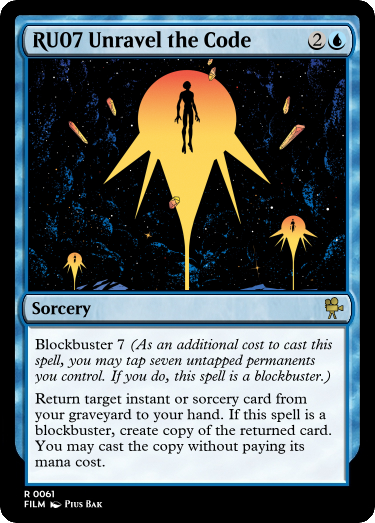 RU07 Unravel the Code 2
Sorcery
Blockbuster 7 (As an additional cost to cast this
spell, you may tap seven untapped permanents
you control. If you do, this spell is a blockbuster.)
Return target instant or sorcery card from
your graveyard to your hand. If this spell is a
blockbuster, create copy of the returned card.
You may cast the copy without paying its
mana cost.
R 0061
FILM Pius Bak